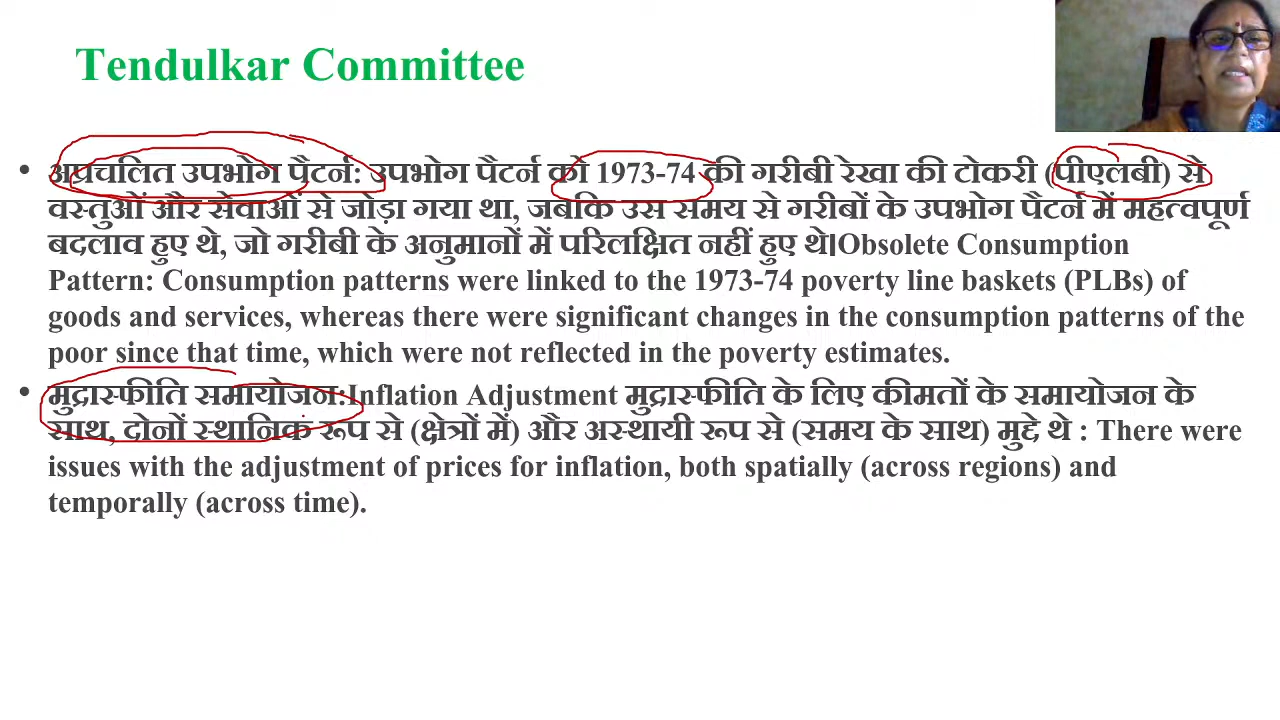 Tendulkar Committee
• अप्रचलित उपभोग पैटर्न: उपभोग पैटर्न को 1973-74 की गरीबी रेखा की टोकरी (पीएलबी) से
वस्तुओं और सेवाओं से जोड़ा गया था, जबकि उस समय से गरीबों के उपभोग पैटर्न में महत्वपूर्ण
बदलाव हुए थे, जो गरीबी के अनुमानों में परिलक्षित नहीं हुए थे।Obsolete Consumption
Pattern: Consumption patterns were linked to the 1973-74 poverty line baskets (PLBs) of
goods and services, whereas there were significant changes in the consumption patterns of the
poor since that time, which were not reflected in the poverty estimates.
• मुद्रास्फीति समायोजन:Inflation Adjustment मुद्रास्फीति के लिए कीमतों के समायोजन के
साथ, दोनों स्थानिक रूप से (क्षेत्रों में) और अस्थायी रूप से (समय के साथ) मुद्दे थे : There were
issues with the adjustment of prices for inflation, both spatially (across regions) and
temporally (across time).